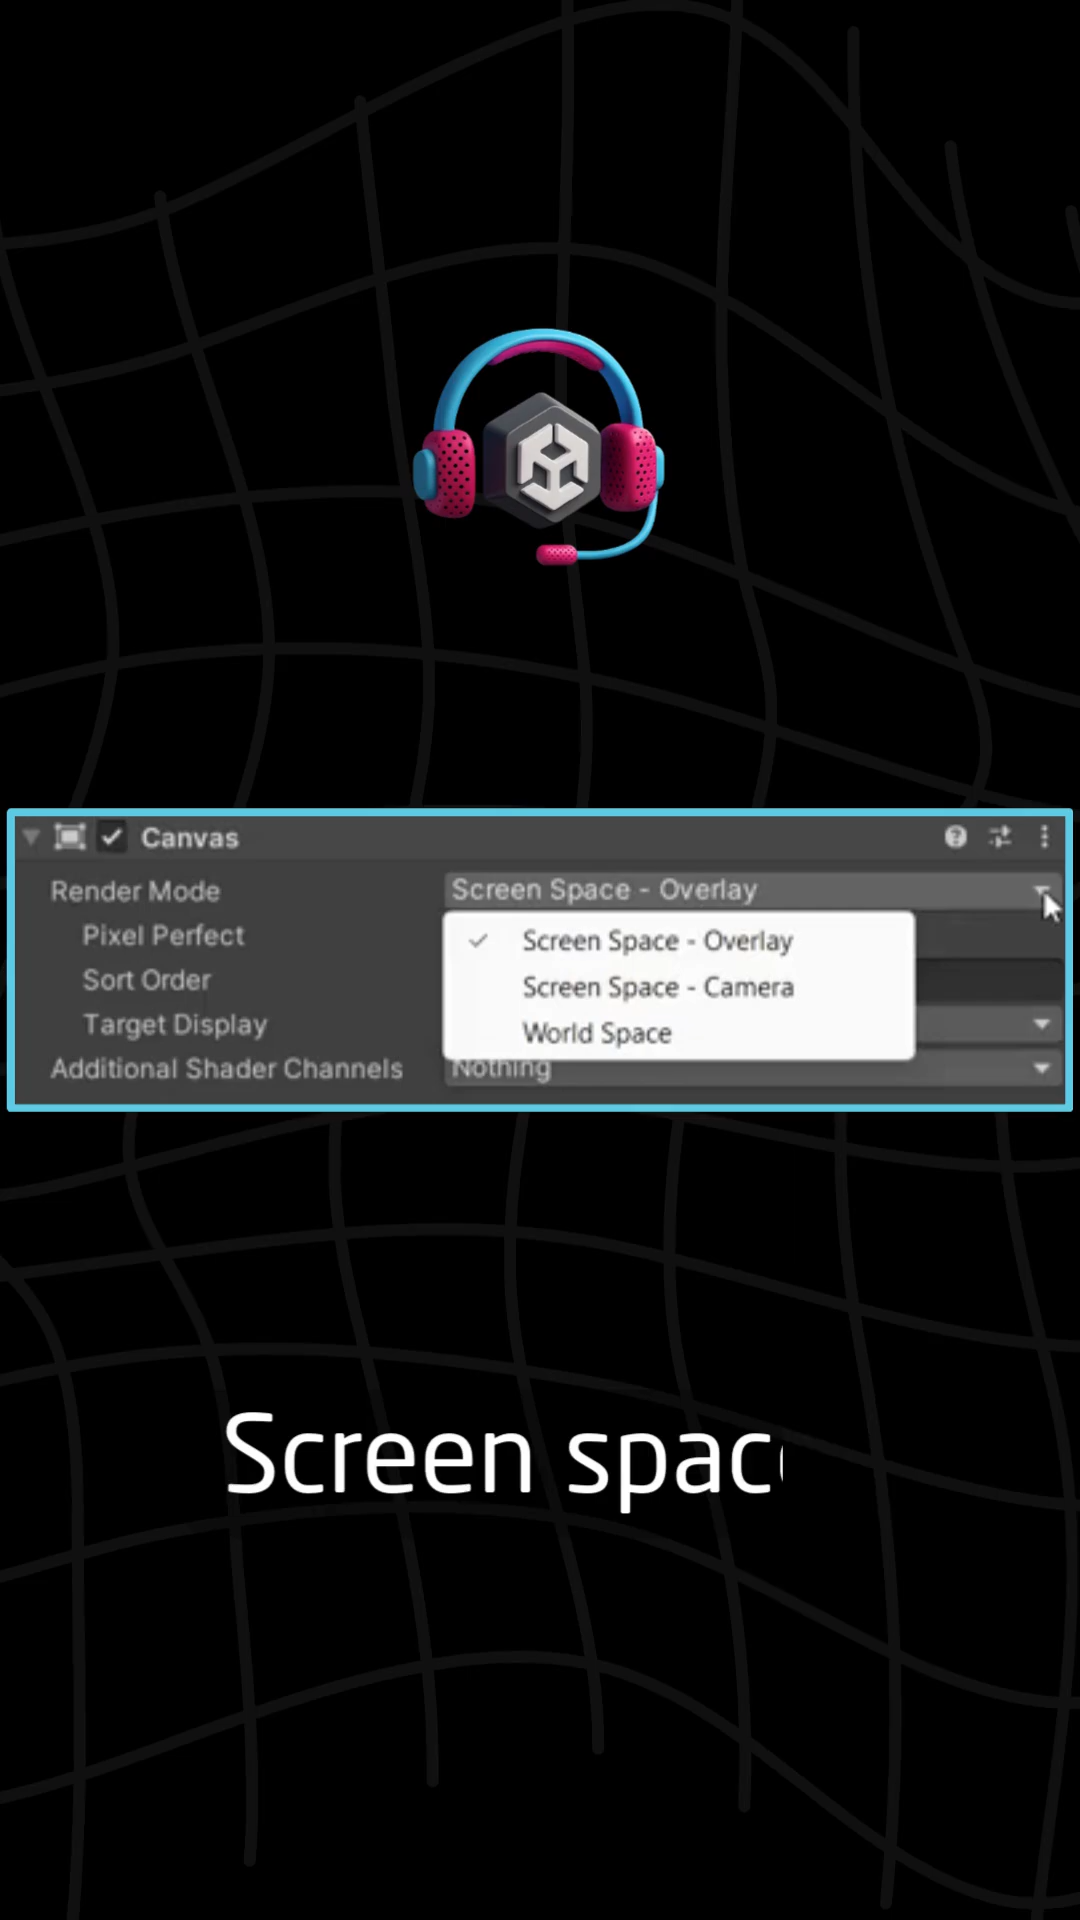 Canvas
Render Mode
Screen Space - Overlay
Pixel Perfect
Screen Space - Overlay
Sort Order
Screen Space - Camera
Target Display
World Space
Additional Shader Channels
Nothing
Screen spac